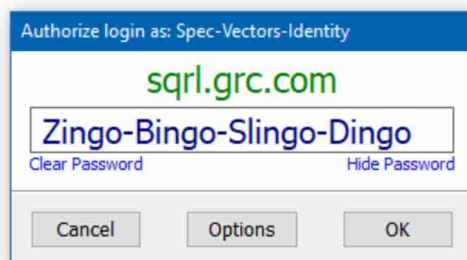 Authorize login as: Spec-Vectors-Identity
sqrl.grc.com
Zingo-Bingo-Slingo-Dingo
Clear Password Hide Password
Cancel Options OK